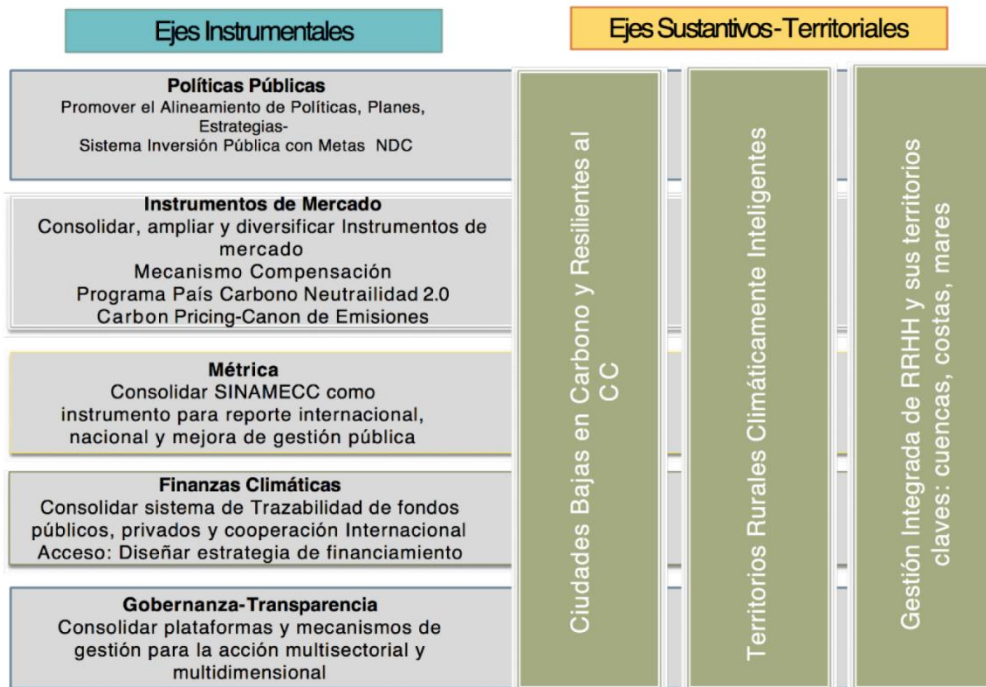 Ejes Instrumentales
Ejes Sustantivos-Territoriales
Políticas Públicas
Promover el Alineamiento de Políticas, Planes,
Estrategias-
Sistema Inversión Pública con Metas NDC
Instrumentos de Mercado
Consolidar, ampliar y diversificar Instrumentos de
mercado
Mecanismo Compensación
Programa País Carbono Neutrailidad 2.0
Carbon Pricing-Canon de Emisiones
Métrica
Consolidar SINAMECC como
instrumento para reporte internacional,
nacional y mejora de gestión pública
Finanzas Climáticas
Consolidar sistema de Trazabilidad de fondos
públicos, privados y cooperación Internacional
Acceso: Diseñar estrategia de financiamiento
Gobernanza-Transparencia
Consolidar plataformas y mecanismos de
gestión para la acción multisectorial y
multidimensional
Ciudades Bajas en Carbono y Resilientes al
CC
Territorios Rurales Climáticamente Inteligentes
Gestión Integrada de RRHH y sus territorios
claves: cuencas, costas, mares